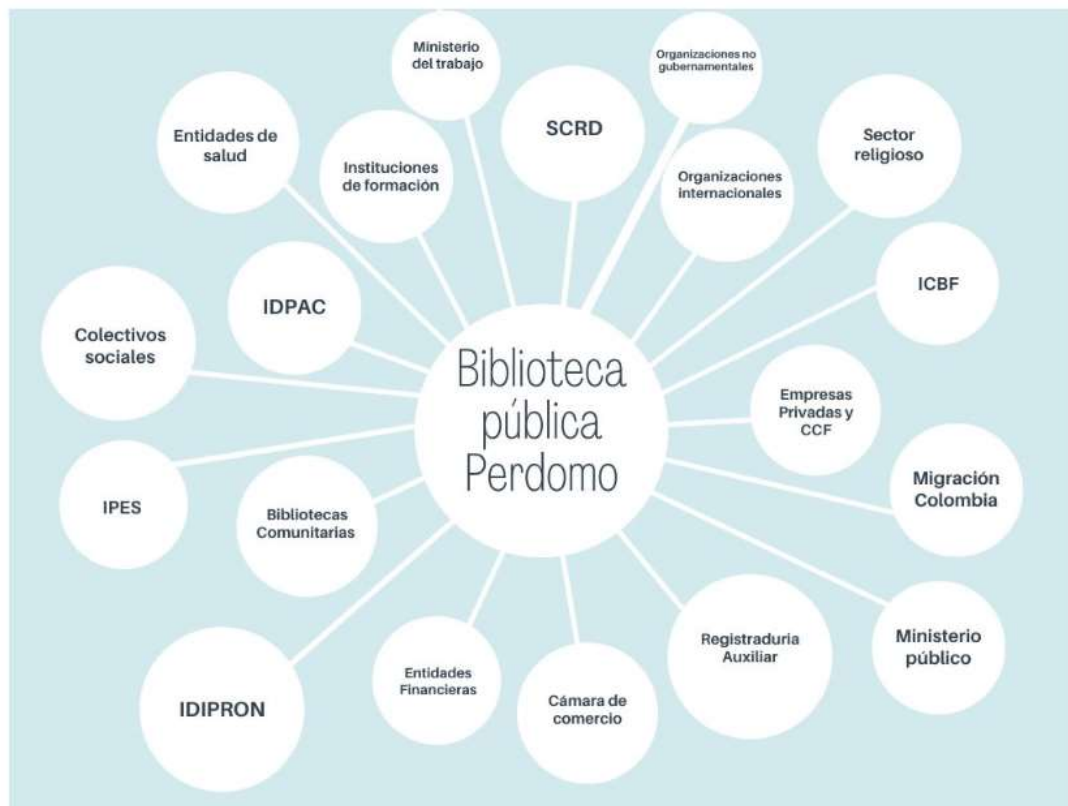 Ministerio
del trabajo
Organizaciones no
gubernamentales
Entidades de
salud
SCRD
Sector
religioso
Instituciones
de formación
Organizaciones
internacionales
IDPAC
ICBF
Colectivos
sociales
Biblioteca
pública
Perdomo
Empresas
Privadas y
CCF
IPES
Bibliotecas
Comunitarias
Migración
Colombia
IDIPRON
Entidades
Financieras
Cámara de
comercio
Registraduria
Auxiliar
Ministerio
público